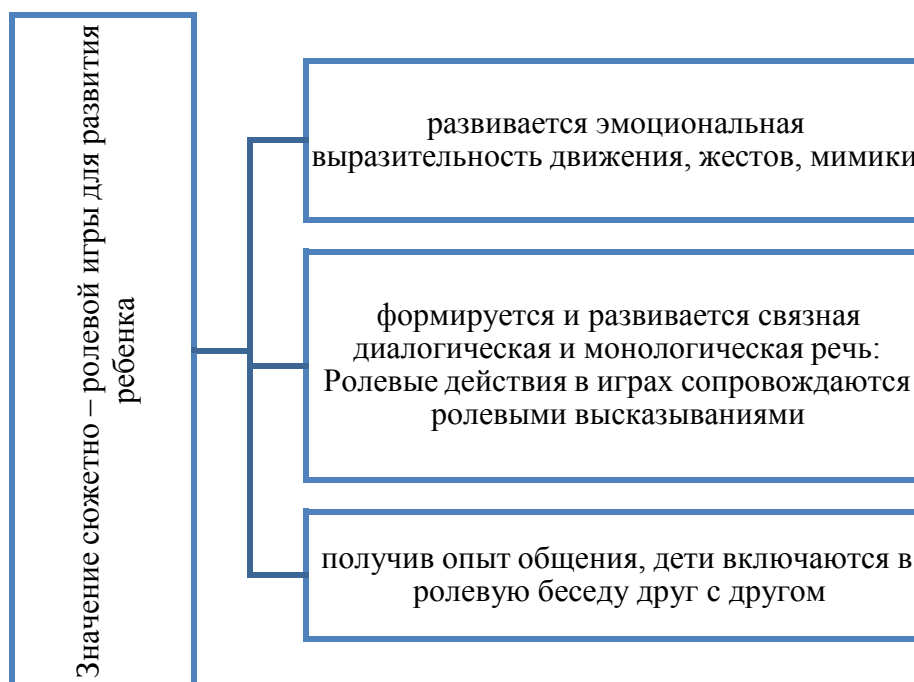 Значение сюжетно – ролевой игры для развития
ребенка
развивается эмоциональная
выразительность движения, жестов, мимики
формируется и развивается связная
диалогическая и монологическая речь:
Ролевые действия в играх сопровождаются
ролевыми высказываниями
получив опыт общения, дети включаются в
ролевую беседу друг с другом